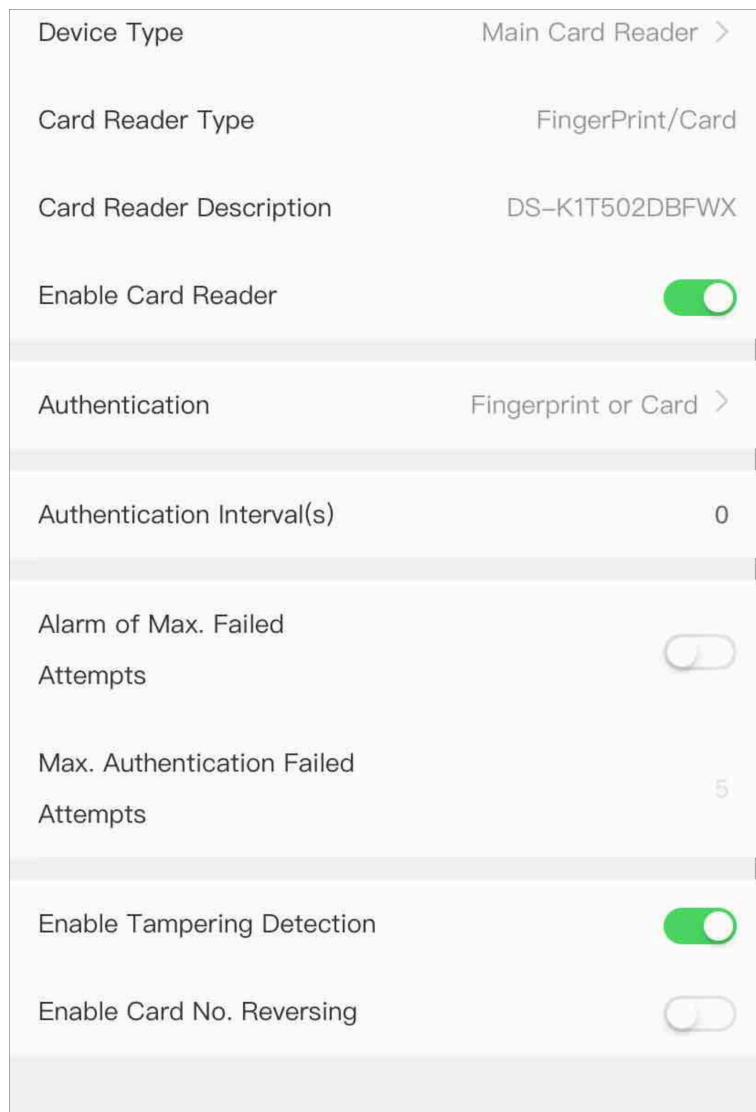 Device Type Main Card Reader >
Card Reader Type FingerPrint/Card
Card Reader Description DS-K1T502DBFWX
Enable Card Reader
Authentication Fingerprint or Card >
Authentication Interval(s) 0
Alarm of Max. Failed
Attempts
Max. Authentication Failed
Attempts 5
Enable Tampering Detection
Enable Card No. Reversing